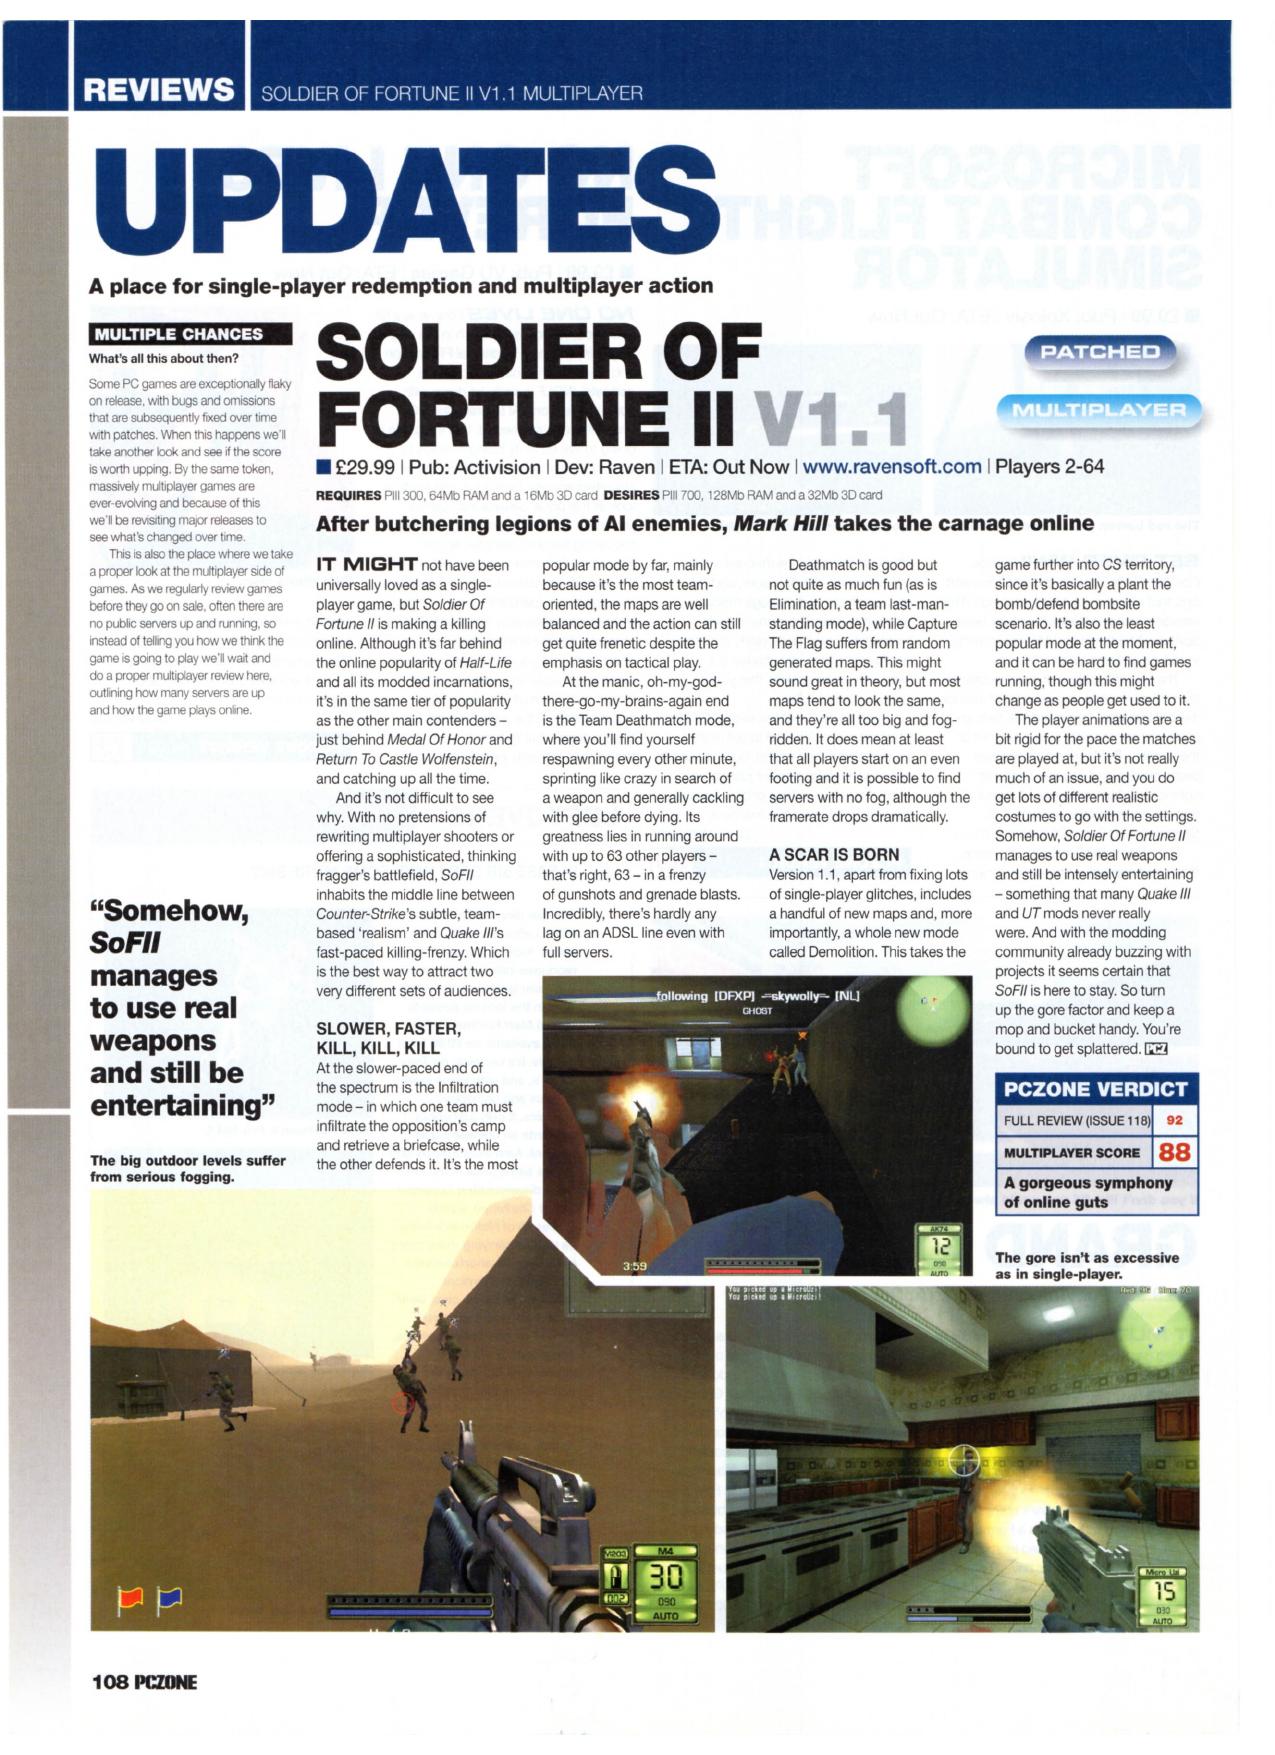 REVIEWS
SOLDIER OF FORTUNE II V1.1 MULTIPLAYER
UPDATES
A place for single-player redemption and multiplayer action
MULTIPLE CHANCES
What's all this about then?
Some PC games are exceptionally flaky
on release, with bugs and omissions
that are subsequently fixed over time
with patches. When this happens we'll
take another look and see if the score
is worth upping. By the same token,
massively multiplayer games are
ever-evolving and because of this
we'll be revisiting major releases to
see what's changed over time.
This is also the place where we take
a proper look at the multiplayer side of
games. As we regularly review games
before they go on sale, often there are
no public servers up and running, so
instead of telling you how we think the
game is going to play we'll wait and
do a proper multiplayer review here,
outlining how many servers are up
and how the game plays online.
"Somehow,
SoFII
manages
to use real
weapons
and still be
entertaining"
The big outdoor levels suffer
from serious fogging.
SOLDIER OF
FORTUNE II V1.1
PATCHED
MULTIPLAYER
£29.99 | Pub: Activision | Dev: Raven | ETA: Out Now | www.ravensoft.com | Players 2-64
REQUIRES PIII 300, 64Mb RAM and a 16Mb 3D card DESIRES PIII 700, 128Mb RAM and a 32Mb 3D card
After butchering legions of AI enemies, Mark Hill takes the carnage online
IT MIGHT not have been
universally loved as a single-
player game, but Soldier Of
Fortune II is making a killing
online. Although it's far behind
the online popularity of Half-Life
and all its modded incarnations,
it's in the same tier of popularity
as the other main contenders –
just behind Medal Of Honor and
Return To Castle Wolfenstein,
and catching up all the time.
And it's not difficult to see
why. With no pretensions of
rewriting multiplayer shooters or
offering a sophisticated, thinking
fragger's battlefield, SoFII
inhabits the middle line between
Counter-Strike's subtle, team-
based 'realism' and Quake III's
fast-paced killing-frenzy. Which
is the best way to attract two
very different sets of audiences.
SLOWER, FASTER,
KILL, KILL, KILL
At the slower-paced end of
the spectrum is the Infiltration
mode – in which one team must
infiltrate the opposition's camp
and retrieve a briefcase, while
the other defends it. It's the most
popular mode by far, mainly
because it's the most team-
oriented, the maps are well
balanced and the action can still
get quite frenetic despite the
emphasis on tactical play.
At the manic, oh-my-god-
there-go-my-brains-again end
is the Team Deathmatch mode,
where you'll find yourself
respawning every other minute,
sprinting like crazy in search of
a weapon and generally cackling
with glee before dying. Its
greatness lies in running around
with up to 63 other players –
that's right, 63 – in a frenzy
of gunshots and grenade blasts.
Incredibly, there's hardly any
lag on an ADSL line even with
full servers.
Deathmatch is good but
not quite as much fun (as is
Elimination, a team last-man-
standing mode), while Capture
The Flag suffers from random
generated maps. This might
sound great in theory, but most
maps tend to look the same,
and they're all too big and fog-
ridden. It does mean at least
that all players start on an even
footing and it is possible to find
servers with no fog, although the
framerate drops dramatically.
A SCAR IS BORN
Version 1.1, apart from fixing lots
of single-player glitches, includes
a handful of new maps and, more
importantly, a whole new mode
called Demolition. This takes the
game further into CS territory,
since it's basically a plant the
bomb/defend bombsite
scenario. It's also the least
popular mode at the moment,
and it can be hard to find games
running, though this might
change as people get used to it.
The player animations are a
bit rigid for the pace the matches
are played at, but it's not really
much of an issue, and you do
get lots of different realistic
costumes to go with the settings.
Somehow, Soldier Of Fortune II
manages to use real weapons
and still be intensely entertaining
– something that many Quake III
and UT mods never really
were. And with the modding
community already buzzing with
projects it seems certain that
SoFII is here to stay. So turn
up the gore factor and keep a
mop and bucket handy. You're
bound to get splattered. PCZ
PCZONE VERDICT
FULL REVIEW (ISSUE 118) 92
MULTIPLAYER SCORE 88
A gorgeous symphony
of online guts
The gore isn't as excessive
as in single-player.
following [DFXP] -=skywolly=- [NL]
GHOST
3:59
AK74
12
090
AUTO
M203
002
M4
30
090
AUTO
You picked up a MicroUzi!
You picked up a MicroUzi!
Micro Uzi
15
030
AUTO
108 PCZONE